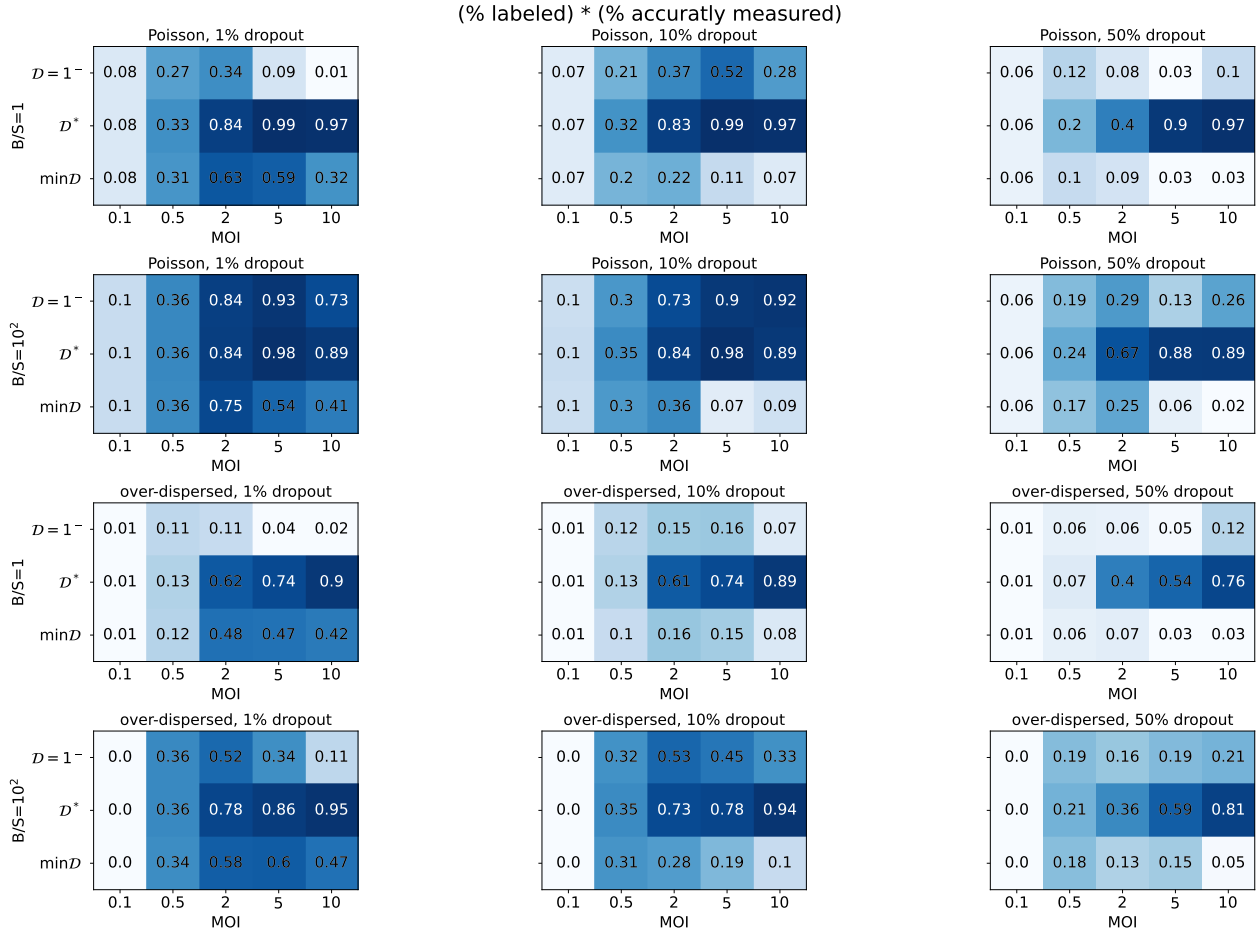 (% labeled) * (% accuratly measured)
Poisson, 1% dropout
B/S=1
𝒟 = 1⁻ 0.08 0.27 0.34 0.09 0.01
𝒟* 0.08 0.33 0.84 0.99 0.97
min𝒟 0.08 0.31 0.63 0.59 0.32
0.1 0.5 2 5 10
MOI
Poisson, 10% dropout
0.07 0.21 0.37 0.52 0.28
0.07 0.32 0.83 0.99 0.97
0.07 0.2 0.22 0.11 0.07
0.1 0.5 2 5 10
MOI
Poisson, 50% dropout
0.06 0.12 0.08 0.03 0.1
0.06 0.2 0.4 0.9 0.97
0.06 0.1 0.09 0.03 0.03
0.1 0.5 2 5 10
MOI
Poisson, 1% dropout
B/S=10²
𝒟 = 1⁻ 0.1 0.36 0.84 0.93 0.73
𝒟* 0.1 0.36 0.84 0.98 0.89
min𝒟 0.1 0.36 0.75 0.54 0.41
0.1 0.5 2 5 10
MOI
Poisson, 10% dropout
0.1 0.3 0.73 0.9 0.92
0.1 0.35 0.84 0.98 0.89
0.1 0.3 0.36 0.07 0.09
0.1 0.5 2 5 10
MOI
Poisson, 50% dropout
0.06 0.19 0.29 0.13 0.26
0.06 0.24 0.67 0.88 0.89
0.06 0.17 0.25 0.06 0.02
0.1 0.5 2 5 10
MOI
over-dispersed, 1% dropout
B/S=1
𝒟 = 1⁻ 0.01 0.11 0.11 0.04 0.02
𝒟* 0.01 0.13 0.62 0.74 0.9
min𝒟 0.01 0.12 0.48 0.47 0.42
0.1 0.5 2 5 10
MOI
over-dispersed, 10% dropout
0.01 0.12 0.15 0.16 0.07
0.01 0.13 0.61 0.74 0.89
0.01 0.1 0.16 0.15 0.08
0.1 0.5 2 5 10
MOI
over-dispersed, 50% dropout
0.01 0.06 0.06 0.05 0.12
0.01 0.07 0.4 0.54 0.76
0.01 0.06 0.07 0.03 0.03
0.1 0.5 2 5 10
MOI
over-dispersed, 1% dropout
B/S=10²
𝒟 = 1⁻ 0.0 0.36 0.52 0.34 0.11
𝒟* 0.0 0.36 0.78 0.86 0.95
min𝒟 0.0 0.34 0.58 0.6 0.47
0.1 0.5 2 5 10
MOI
over-dispersed, 10% dropout
0.0 0.32 0.53 0.45 0.33
0.0 0.35 0.73 0.78 0.94
0.0 0.31 0.28 0.19 0.1
0.1 0.5 2 5 10
MOI
over-dispersed, 50% dropout
0.0 0.19 0.16 0.19 0.21
0.0 0.21 0.36 0.59 0.81
0.0 0.18 0.13 0.15 0.05
0.1 0.5 2 5 10
MOI